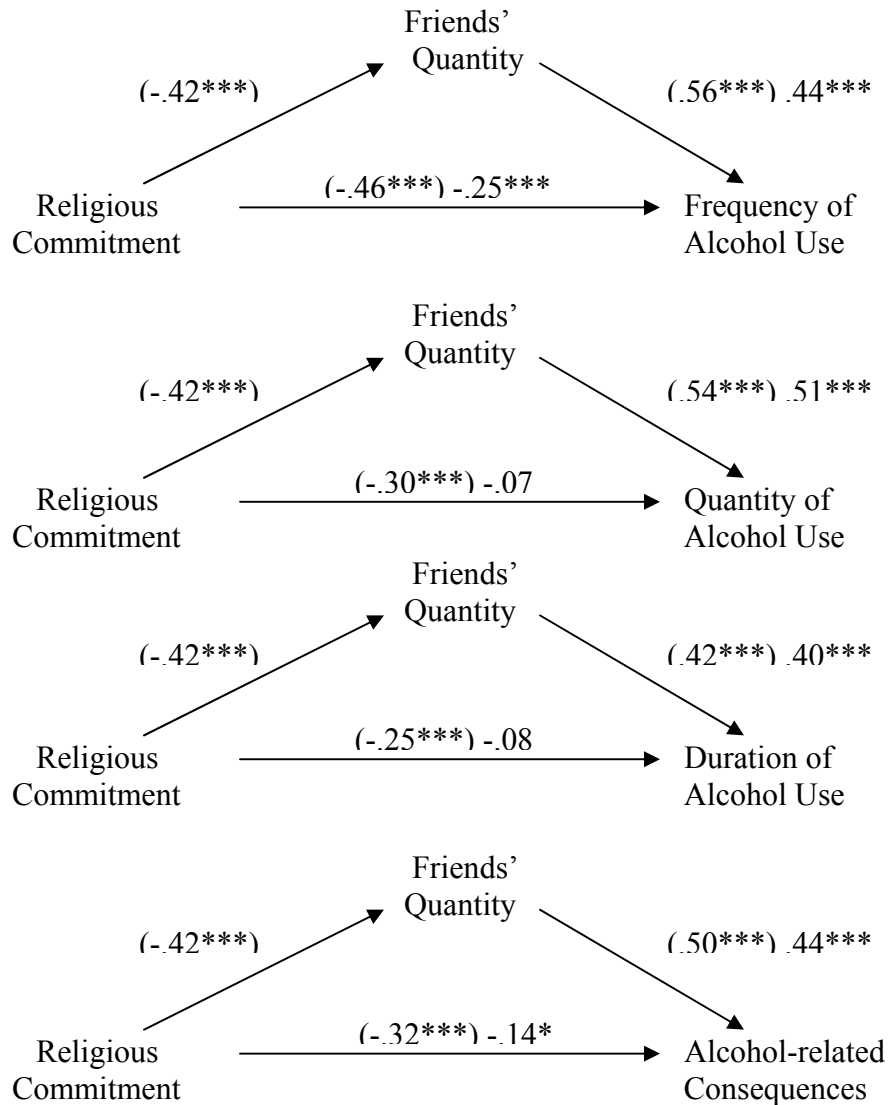 Friends’
Quantity
(-.42***)
(.56***) .44***
(-.46***) -.25***
Religious
Commitment
Frequency of
Alcohol Use
Friends’
Quantity
(-.42***)
(.54***) .51***
(-.30***) -.07
Religious
Commitment
Quantity of
Alcohol Use
Friends’
Quantity
(-.42***)
(.42***) .40***
(-.25***) -.08
Religious
Commitment
Duration of
Alcohol Use
Friends’
Quantity
(-.42***)
(.50***) .44***
(-.32***) -.14*
Religious
Commitment
Alcohol-related
Consequences